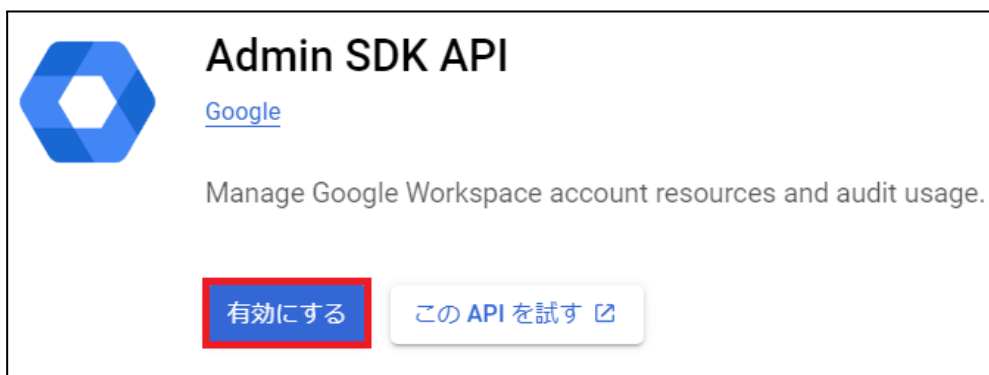 Admin SDK API
Google
Manage Google Workspace account resources and audit usage.
有効にする この API を試す